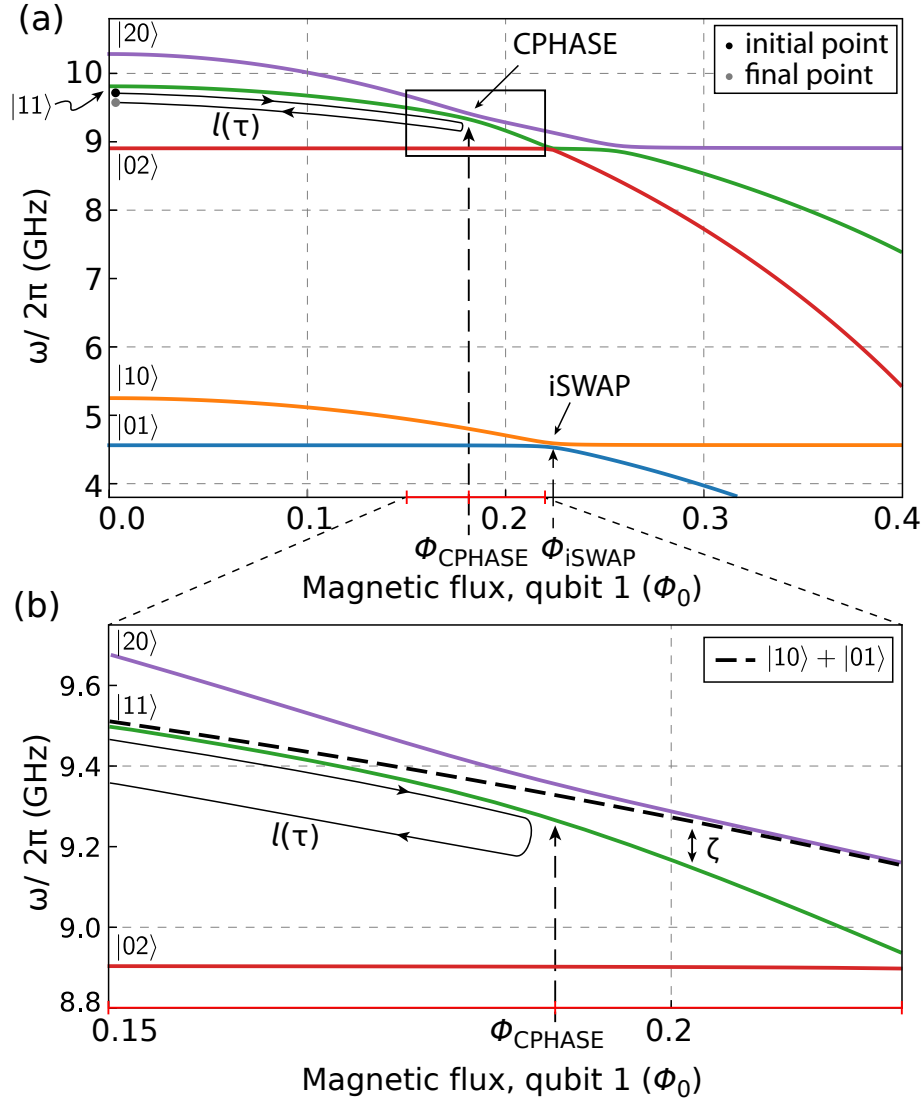 (a)
|20⟩
CPHASE
initial point
final point
10
|11⟩
l(τ)
9
|02⟩
8
7
6
|10⟩
iSWAP
5
|01⟩
4
ω/ 2π (GHz)
0.0
0.1
0.2
0.3
0.4
Φ_CPHASE
Φ_iSWAP
Magnetic flux, qubit 1 (Φ₀)
(b)
|20⟩
|10⟩ + |01⟩
9.6
|11⟩
9.4
l(τ)
ζ
9.2
9.0
|02⟩
8.8
ω/ 2π (GHz)
0.15
Φ_CPHASE
0.2
Magnetic flux, qubit 1 (Φ₀)